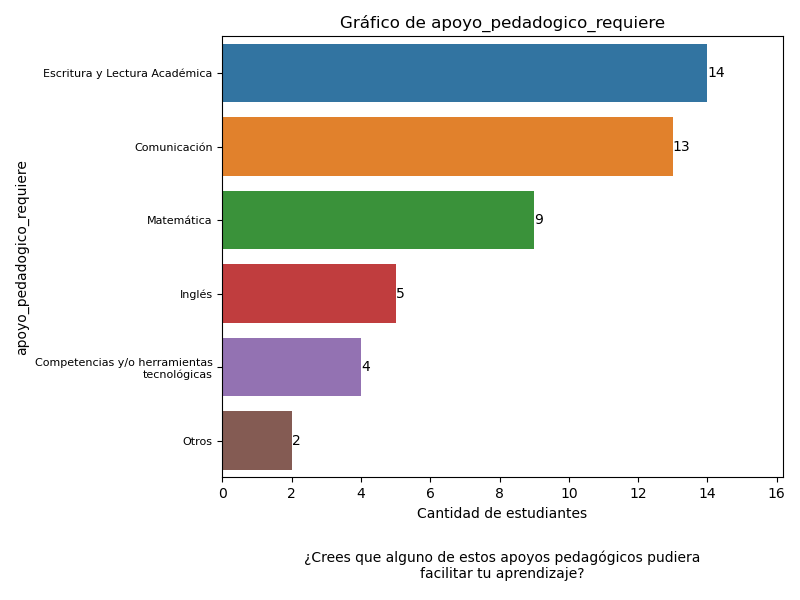 Gráfico de apoyo_pedadogico_requiere
apoyo_pedadogico_requiere
Escritura y Lectura Académica
14
Comunicación
13
Matemática
9
Inglés
5
Competencias y/o herramientas
tecnológicas
4
Otros
2
0 2 4 6 8 10 12 14 16
Cantidad de estudiantes
¿Crees que alguno de estos apoyos pedagógicos pudiera
facilitar tu aprendizaje?